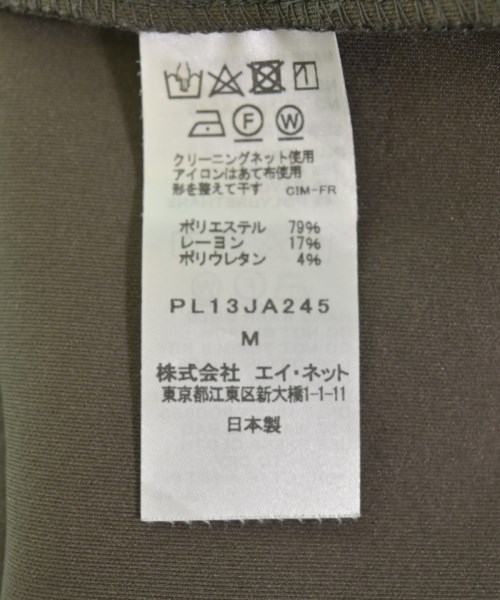 F W
クリーニングネット使用
アイロンはあて布使用
形を整えて干す CIM-FR
ポリエステル 79%
レーヨン 17%
ポリウレタン 4%
PL13JA245
M
株式会社 エイ・ネット
東京都江東区新大橋1-1-11
日本製